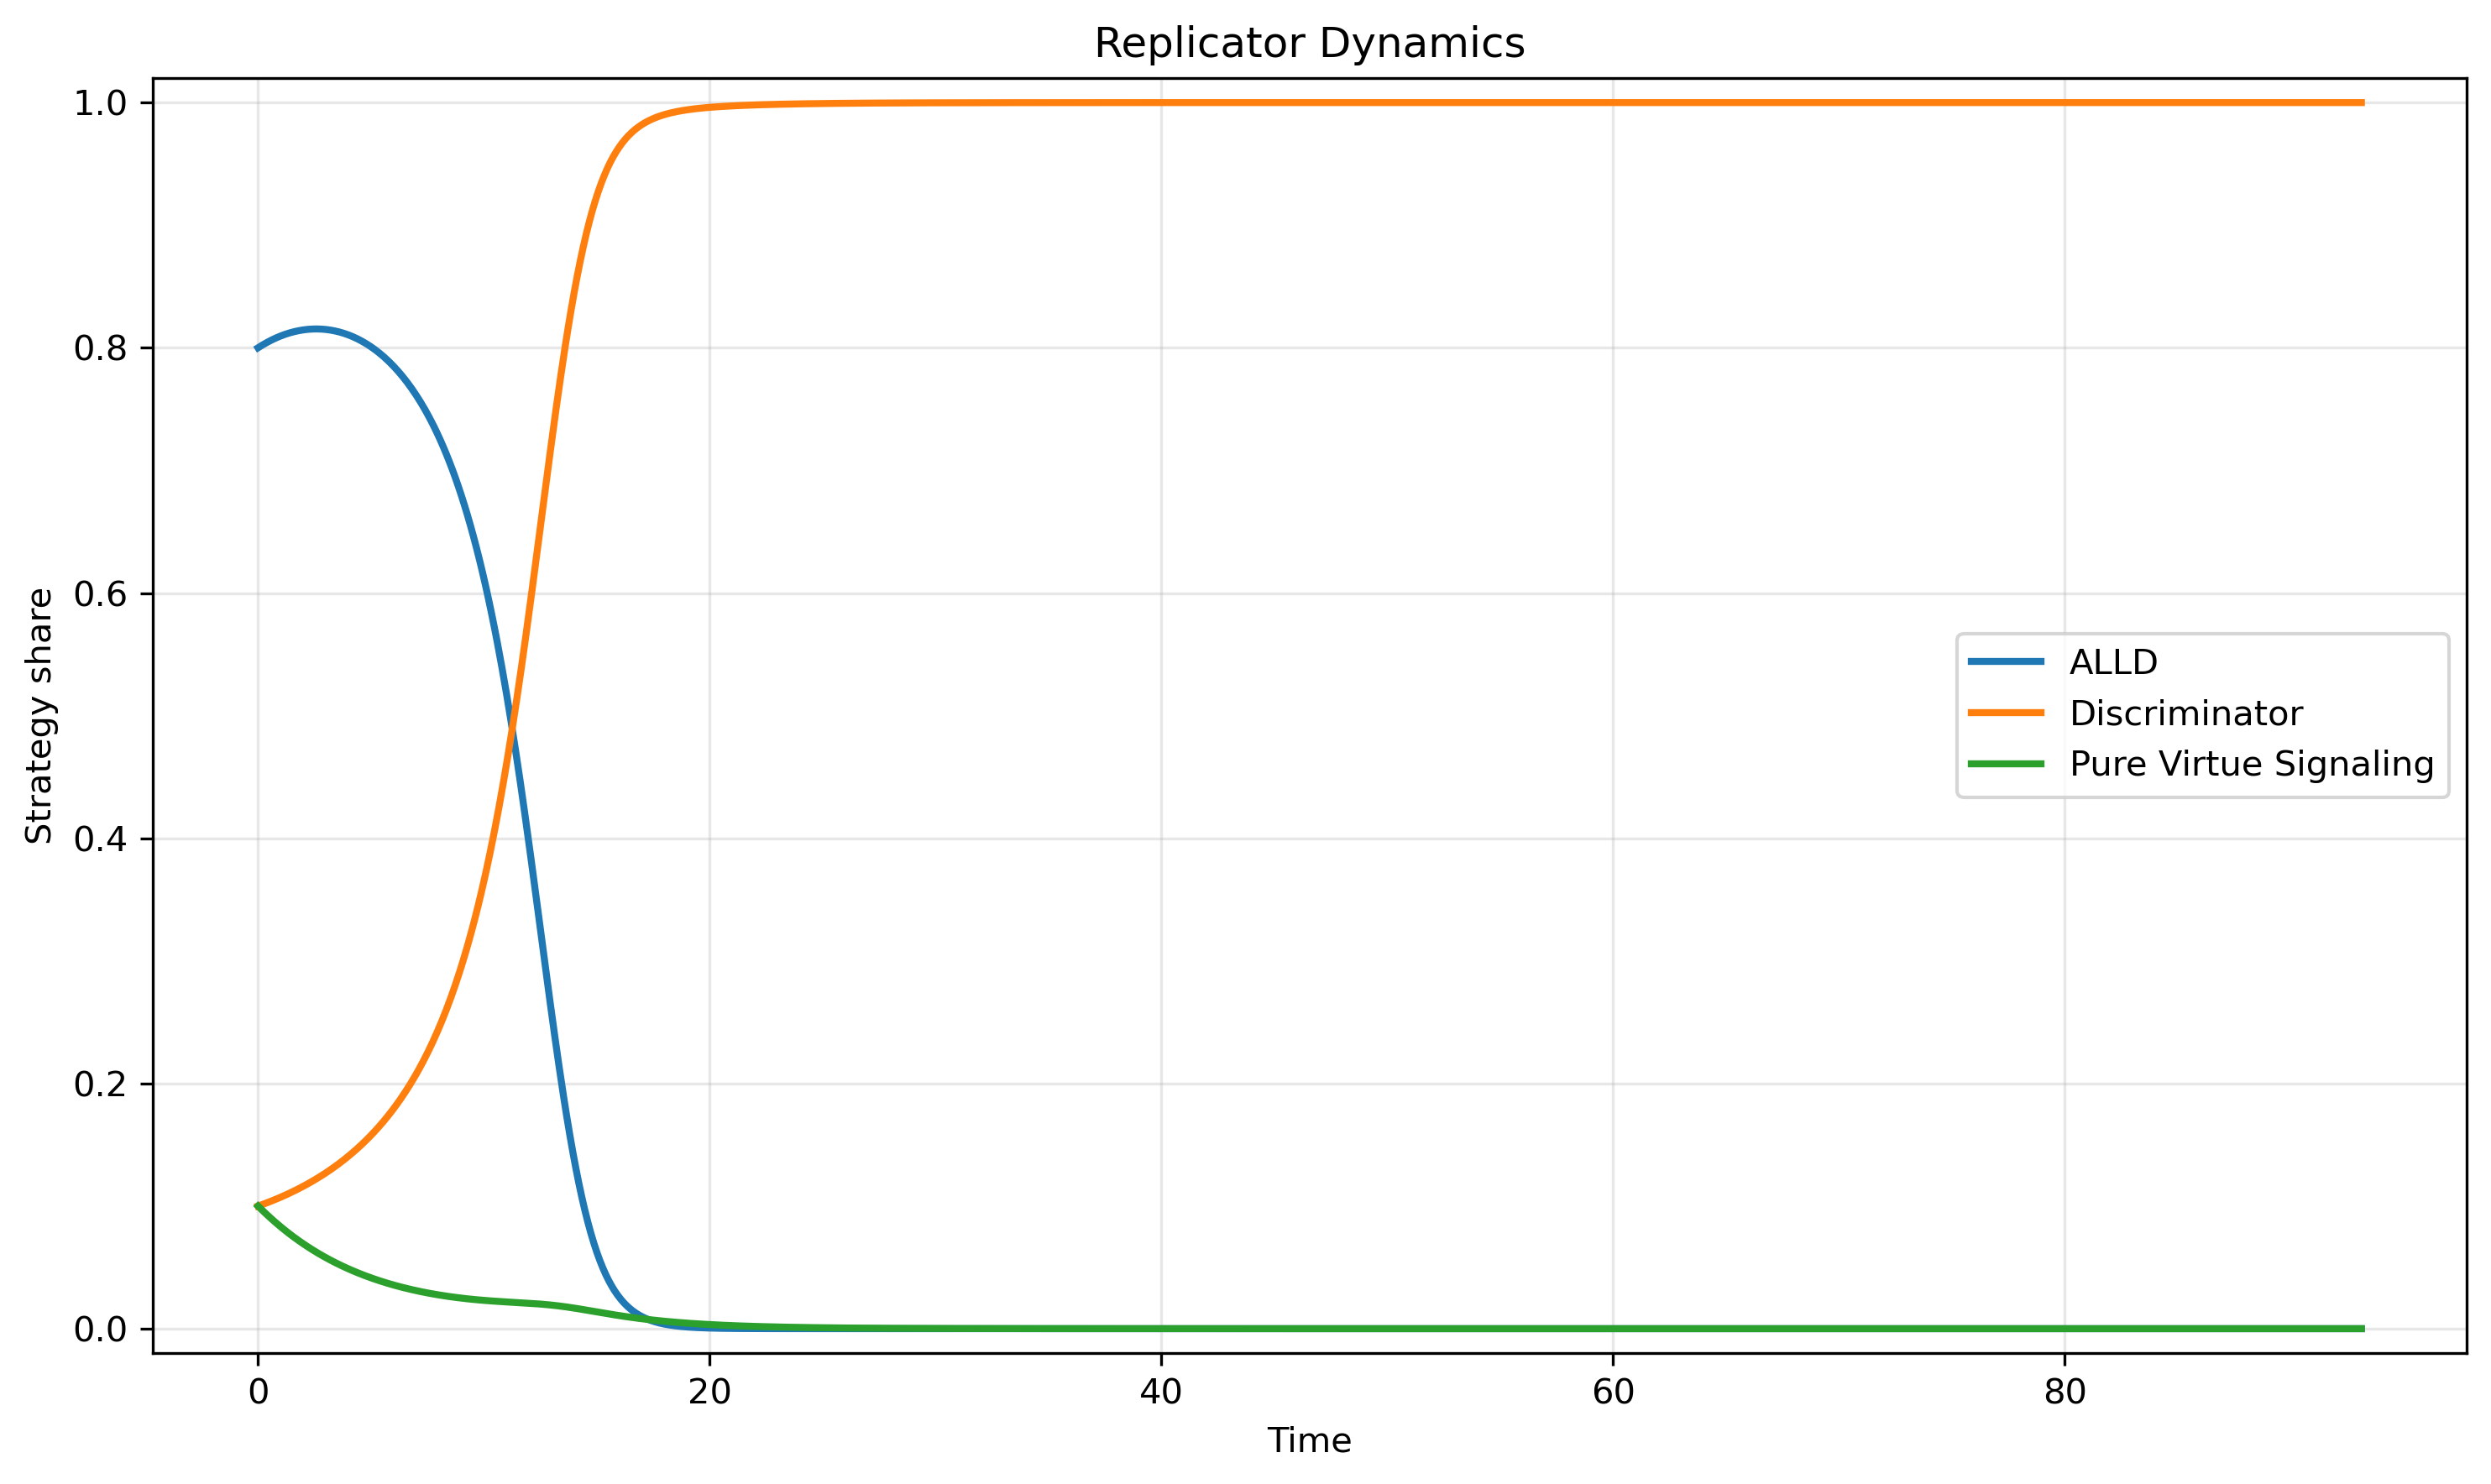 Replicator Dynamics
1.0
0.8
0.6
0.4
0.2
0.0
Strategy share
ALLD
Discriminator
Pure Virtue Signaling
0 20 40 60 80
Time